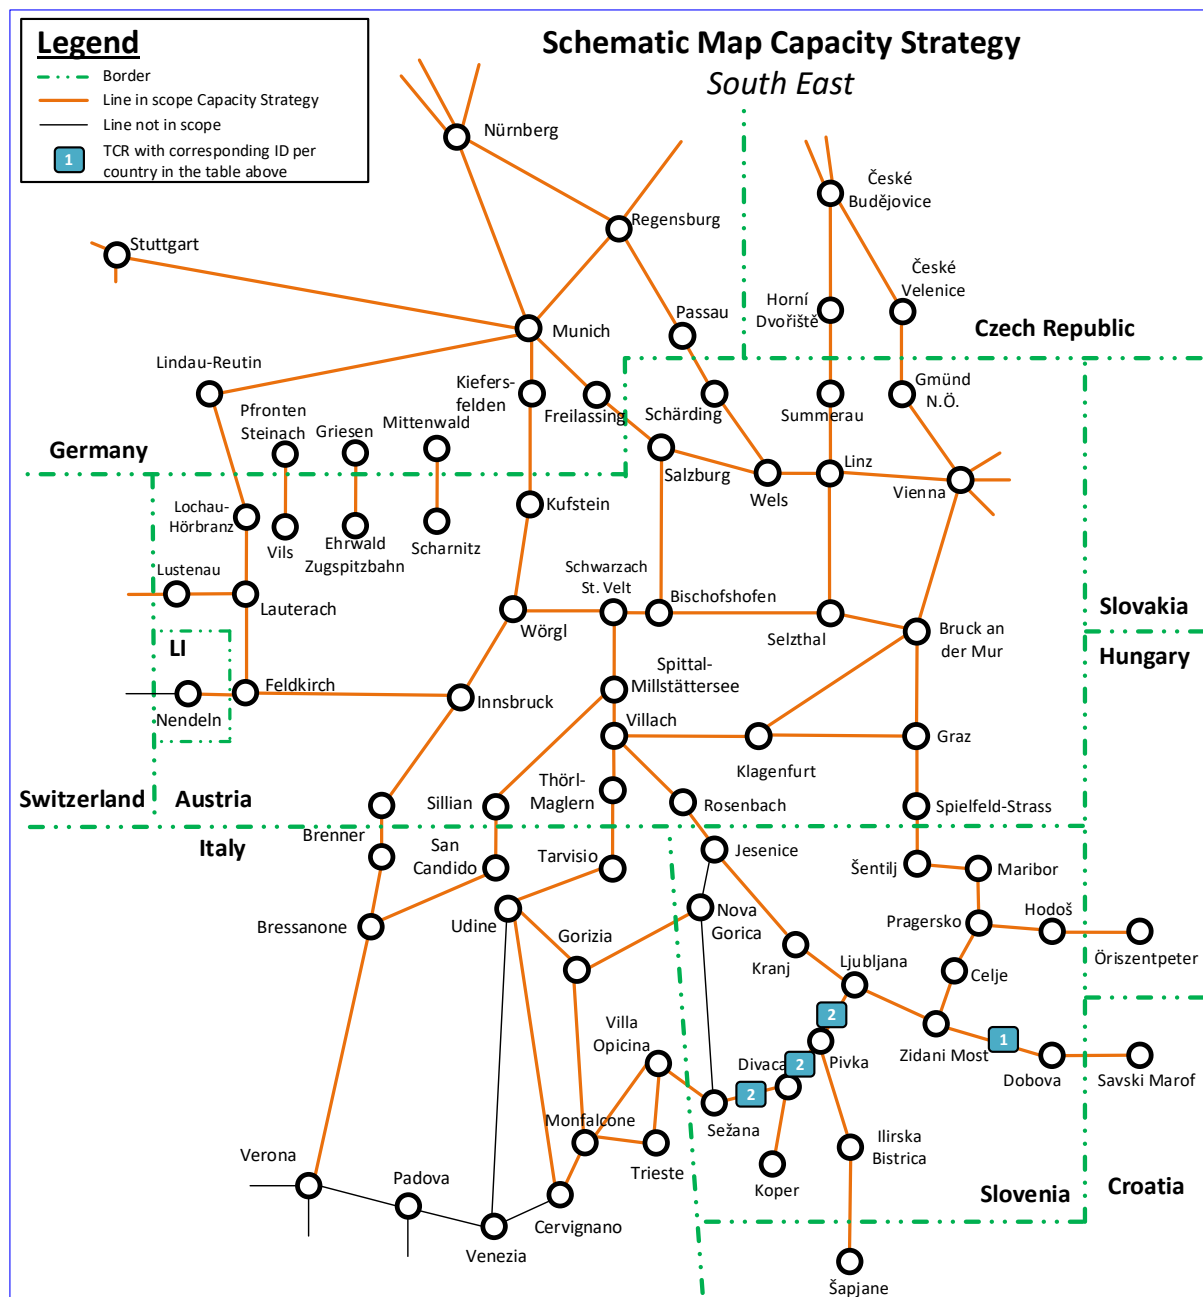 Legend
Border
Line in scope Capacity Strategy
Line not in scope
1
TCR with corresponding ID per
country in the table above
Schematic Map Capacity Strategy
South East
Nürnberg
Regensburg
Stuttgart
České
Budějovice
České
Velenice
Horní
Dvořiště
Passau
Munich
Czech Republic
Lindau-Reutin
Kiefers-
felden
Freilassing
Schärding
Summerau
Gmünd
N.Ö.
Pfronten
Steinach
Griesen
Mittenwald
Germany
Salzburg
Wels
Linz
Vienna
Lochau-
Hörbranz
Vils
Ehrwald
Zugspitzbahn
Scharnitz
Kufstein
Lustenau
Lauterach
Schwarzach
St. Velt
Bischofshofen
Wörgl
Selzthal
Bruck an
der Mur
Slovakia
Hungary
LI
Nendeln
Feldkirch
Innsbruck
Spittal-
Millstättersee
Villach
Klagenfurt
Graz
Switzerland
Austria
Sillian
Thörl-
Maglern
Rosenbach
Spielfeld-Strass
Brenner
Italy
San
Candido
Tarvisio
Jesenice
Šentilj
Maribor
Bressanone
Udine
Gorizia
Nova
Gorica
Kranj
Ljubljana
Pragersko
Hodoš
Öriszentpeter
Celje
2
Villa
Opicina
Divaca
2
Pivka
Zidani Most
1
Dobova
Savski Marof
2
Sežana
Monfalcone
Trieste
Koper
Ilirska
Bistrica
Verona
Padova
Venezia
Cervignano
Slovenia
Croatia
Šapjane